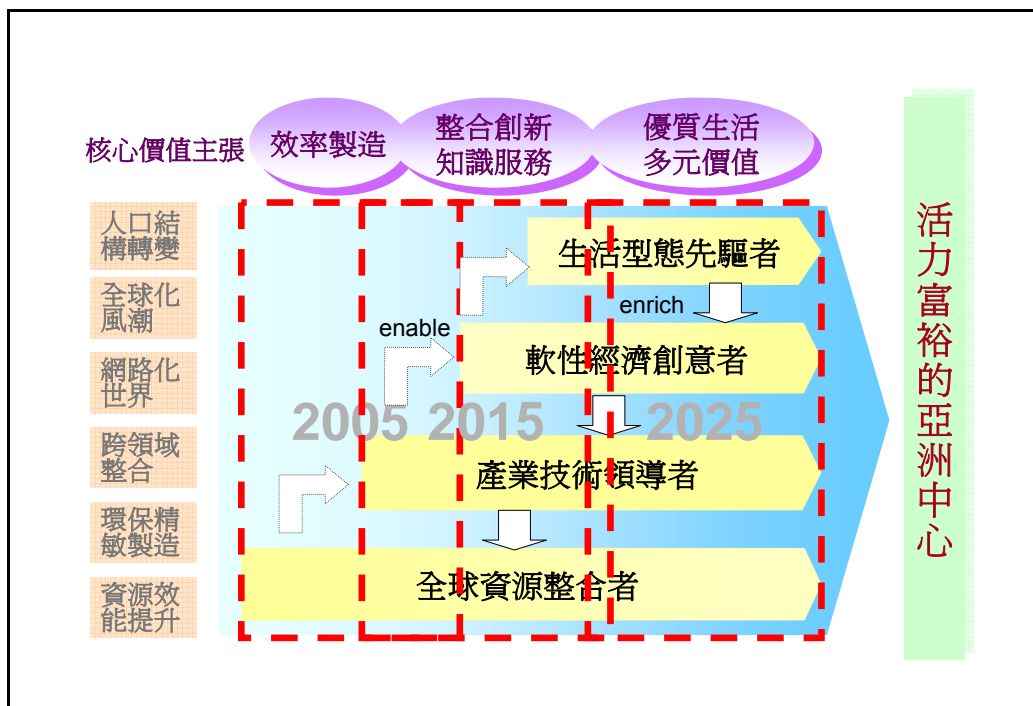 核心價值主張
效率製造
整合創新
知識服務
優質生活
多元價值
人口結
構轉變
全球化
風潮
網路化
世界
跨領域
整合
環保精
敏製造
資源效
能提升
生活型態先驅者
enrich
enable
軟性經濟創意者
2005
2015
2025
產業技術領導者
全球資源整合者
活力富裕的亞洲中心